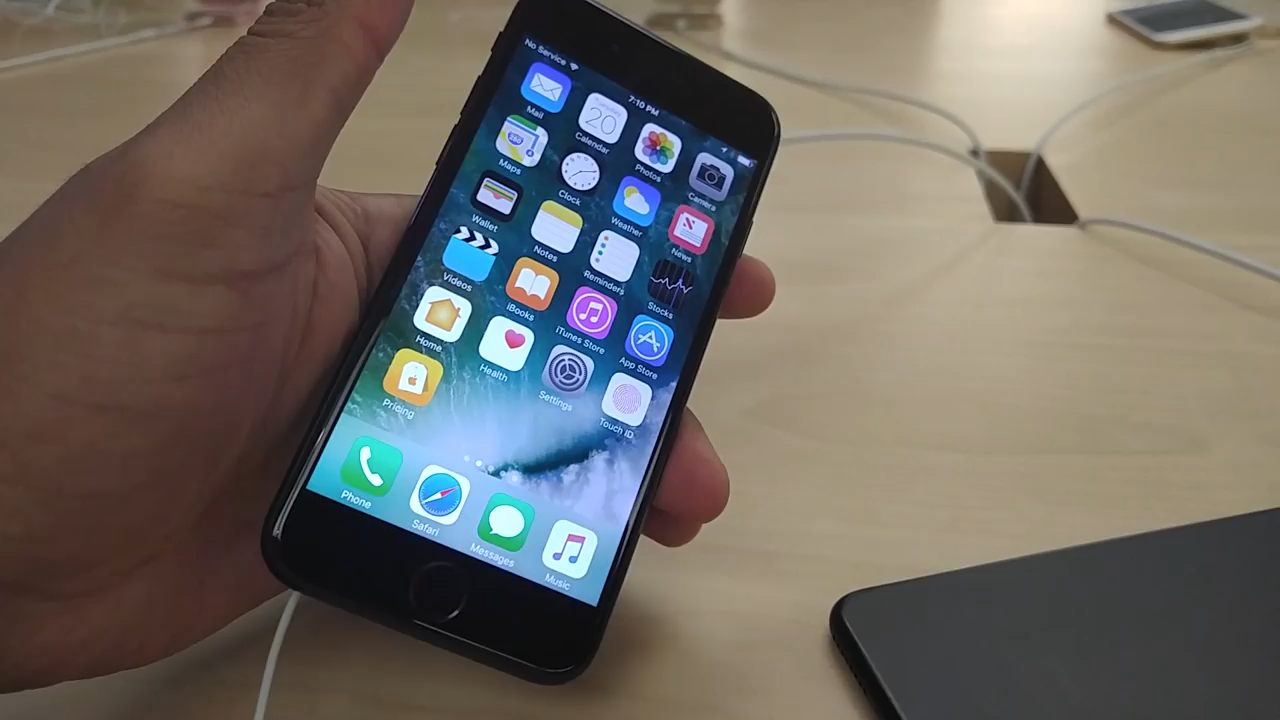 No Service
7:10 PM
Mail
20
Calendar
Photos
Camera
Maps
Clock
Weather
News
Wallet
Notes
Reminders
Stocks
Videos
iBooks
iTunes Store
App Store
Home
Health
Settings
Touch ID
Pricing
Phone
Safari
Messages
Music